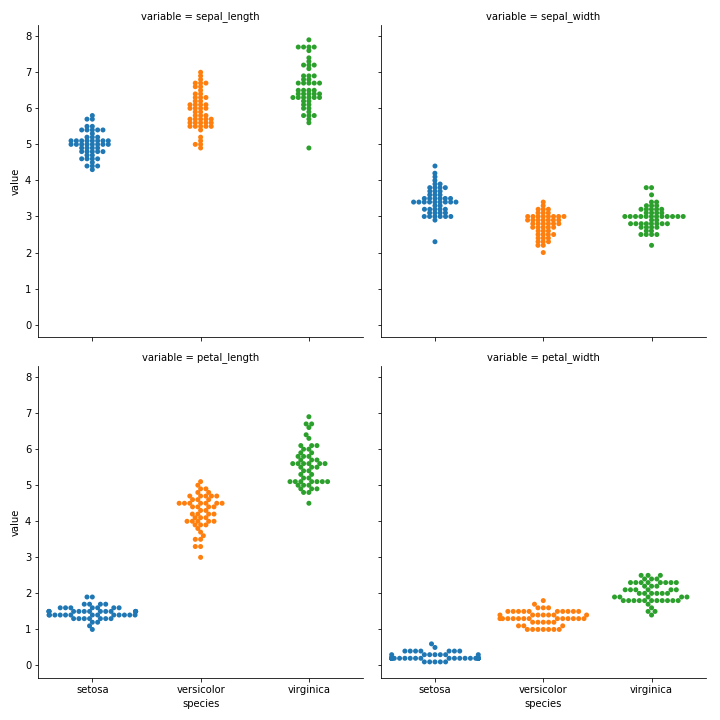 variable = sepal_length
variable = sepal_width
8
7
6
5
4
3
2
1
0
value
variable = petal_length
variable = petal_width
8
7
6
5
4
3
2
1
0
value
setosa
versicolor
virginica
species
setosa
versicolor
virginica
species